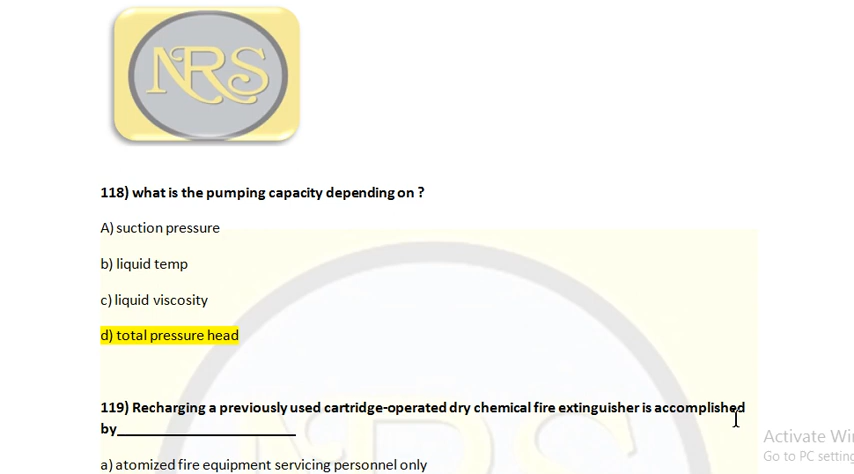 NRS
118) what is the pumping capacity depending on ?
A) suction pressure
b) liquid temp
c) liquid viscosity
d) total pressure head
119) Recharging a previously used cartridge-operated dry chemical fire extinguisher is accomplished
by____________________________
a) atomized fire equipment servicing personnel only
NRS
Activate Wi
Go to PC setting